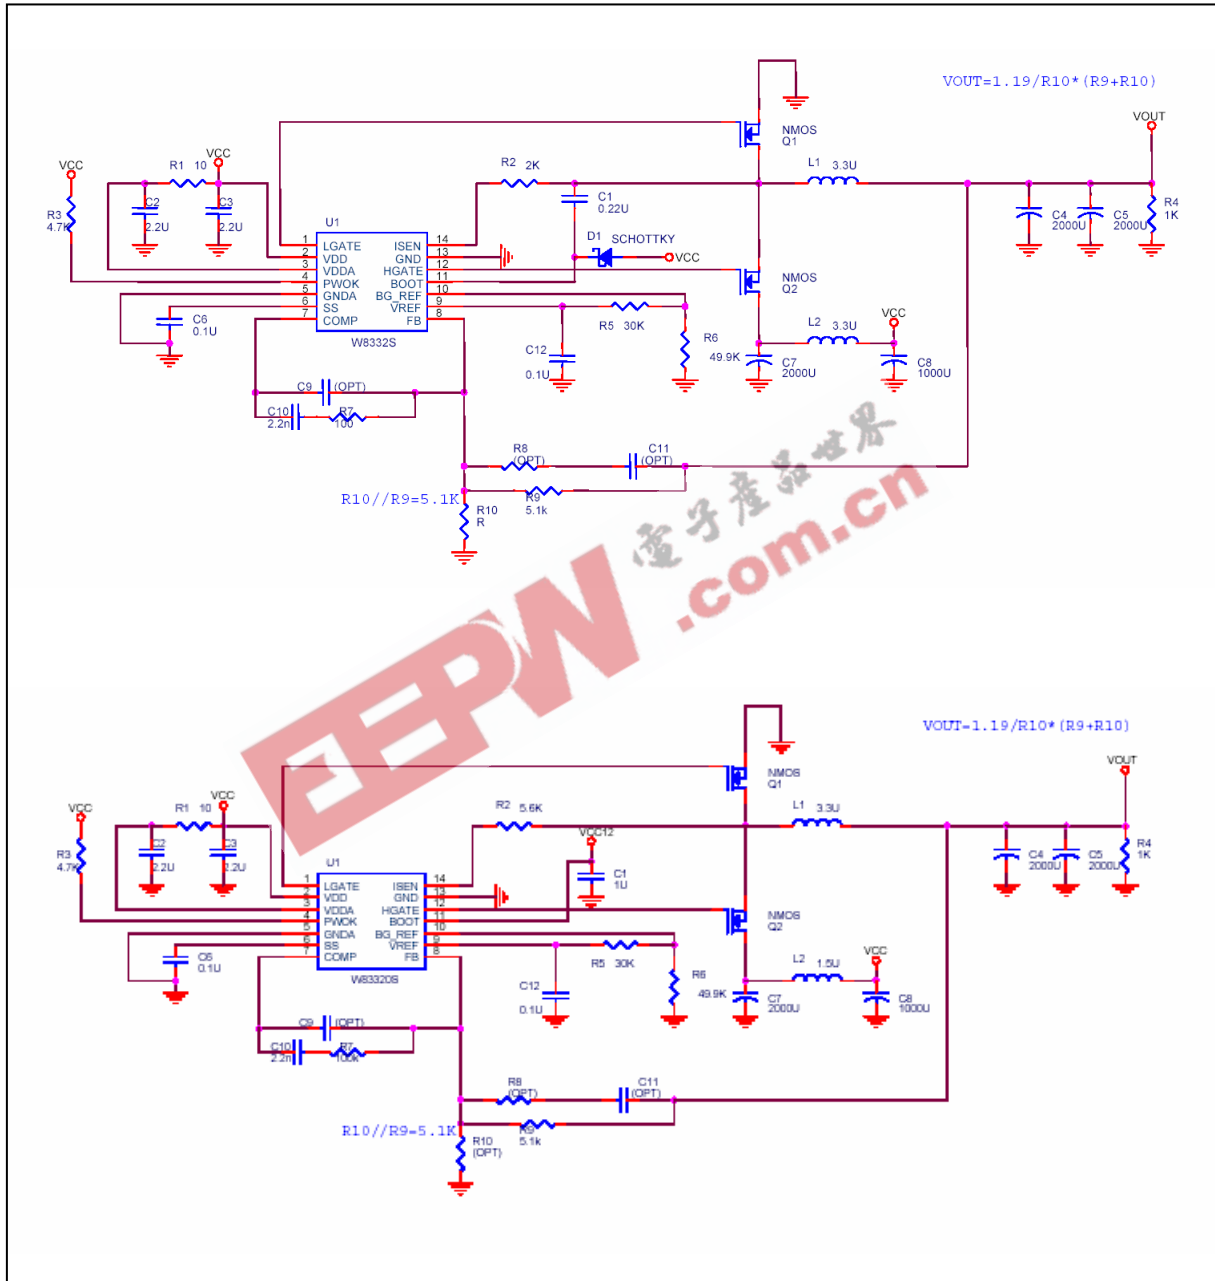 VOUT=1.19/R10*(R9+R10)
VOUT
NMOS
Q1
VCC
R1 10
VCC
R2 2K
L1 3.3U
C1
0.22U
R3
4.7K
C2
2.2U
C3
2.2U
C4
2000U
C5
2000U
R4
1K
U1
D1 SCHOTTKY
VCC
1 LGATE ISEN 14
2 VDD GND 13
3 VDDA HGATE 12
4 PWOK BOOT 11
5 GNDA BG_REF 10
6 SS VREF 9
7 COMP FB 8
W8332S
NMOS
Q2
C6
0.1U
R5 30K
R6
49.9K
L2 3.3U
VCC
C12
0.1U
C7
2000U
C8
1000U
C9 (OPT)
C10
2.2n
R7
100
R8
(OPT)
C11
(OPT)
R9
5.1k
R10//R9=5.1K
R10
R
電子產品世界
EEPW
.com.cn
VOUT=1.19/R10*(R9+R10)
VOUT
NMOS
Q1
VCC
R1 10
VCC
R2 5.6K
L1 3.3U
VCC12
C1
1U
R3
4.7K
C2
2.2U
C3
2.2U
C4
2000U
C5
2000U
R4
1K
U1
1 LGATE ISEN 14
2 VDD GND 13
3 VDDA HGATE 12
4 PWOK BOOT 11
5 GNDA BG_REF 10
6 SS VREF 9
7 COMP FB 8
W83320S
NMOS
Q2
C6
0.1U
R5 30K
R6
49.9K
L2 1.5U
VCC
C12
0.1U
C7
2000U
C8
1000U
C9 (OPT)
C10
2.2n
R7
100k
R8
(OPT)
C11
(OPT)
R9
5.1k
R10//R9=5.1K
R10
(OPT)